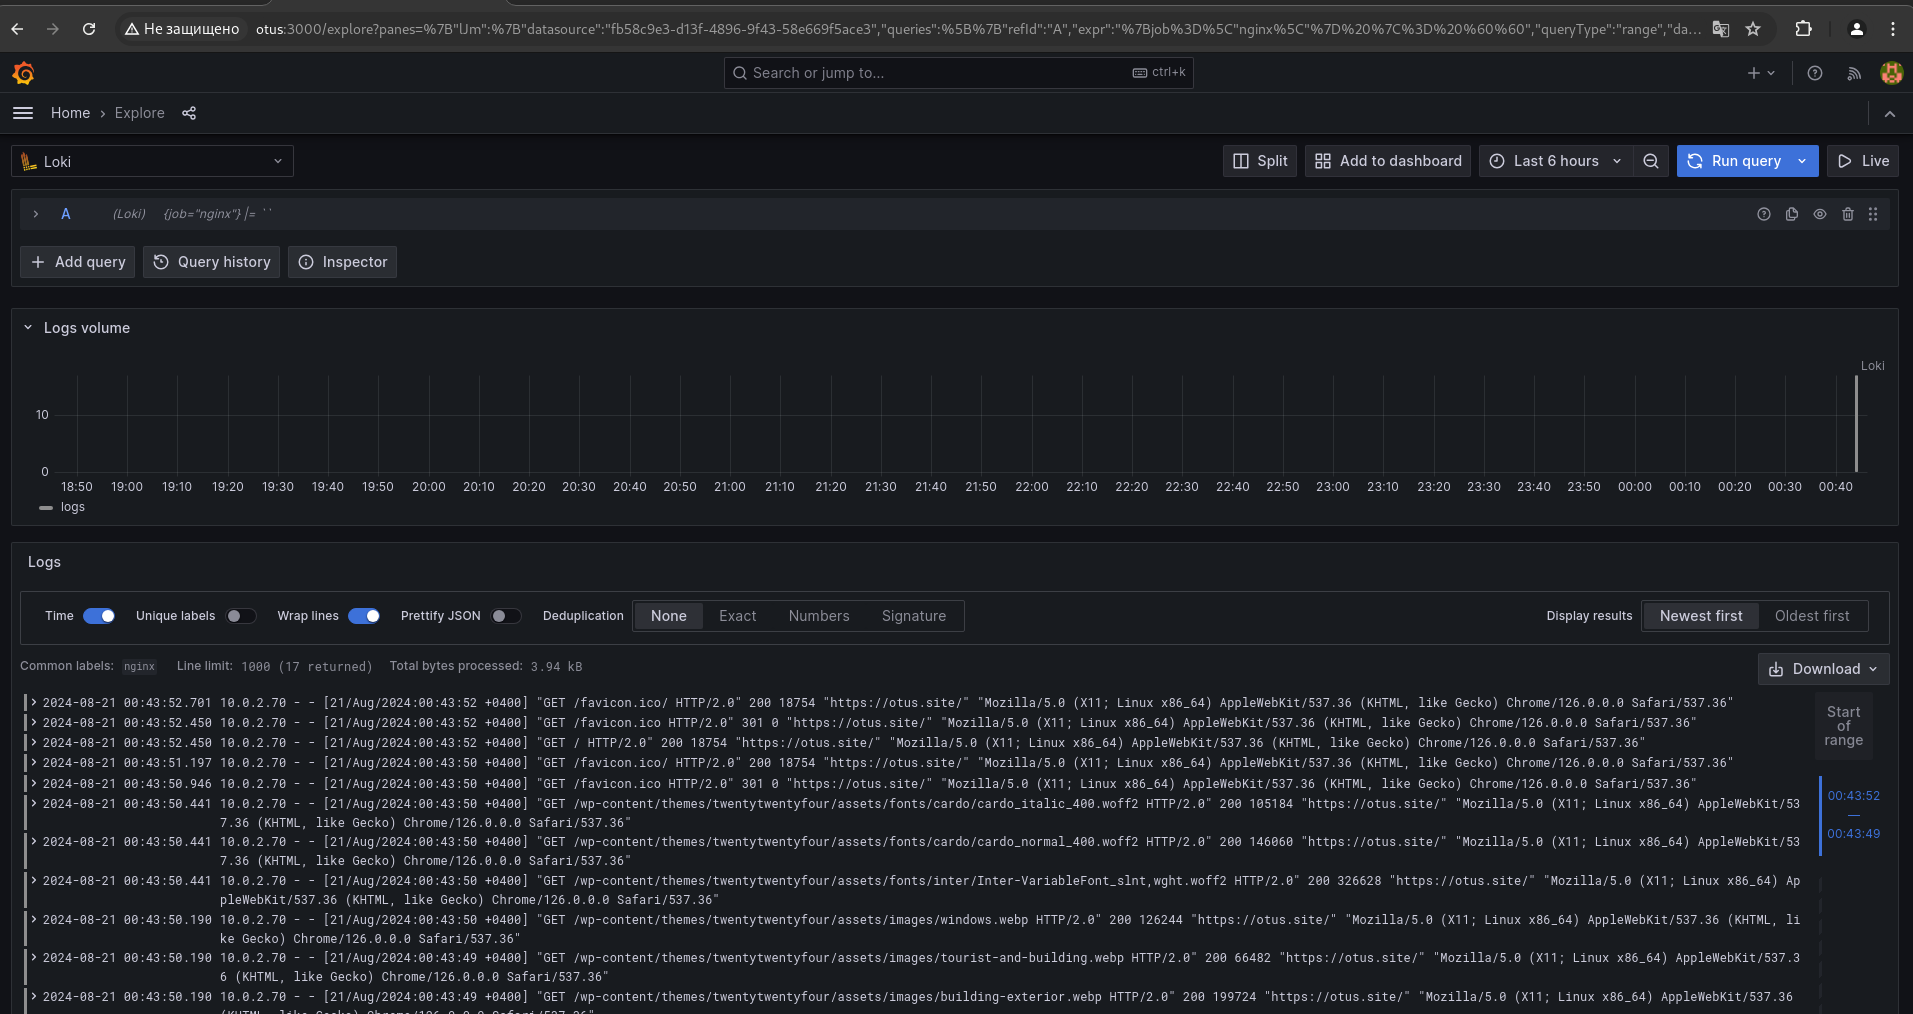 Не защищено otus:3000/explore?panes=%7B"IJm":%7B"datasource":"fb58c9e3-d13f-4896-9f43-58e669f5ace3","queries":%5B%7B"refId":"A","expr":"%7Bjob%3D%5C"nginx%5C"%7D%20%7C%3D%20%60%60","queryType":"range","da...
Search or jump to... ctrl+k
Home › Explore
Loki Split Add to dashboard Last 6 hours Run query Live
A (Loki) {job="nginx"} |= ``
Add query Query history Inspector
Logs volume
Loki
10
0
18:50 19:00 19:10 19:20 19:30 19:40 19:50 20:00 20:10 20:20 20:30 20:40 20:50 21:00 21:10 21:20 21:30 21:40 21:50 22:00 22:10 22:20 22:30 22:40 22:50 23:00 23:10 23:20 23:30 23:40 23:50 00:00 00:10 00:20 00:30 00:40
logs
Logs
Time Unique labels Wrap lines Prettify JSON Deduplication None Exact Numbers Signature Display results Newest first Oldest first
Common labels: nginx Line limit: 1000 (17 returned) Total bytes processed: 3.94 kB
Download
2024-08-21 00:43:52.701 10.0.2.70 - - [21/Aug/2024:00:43:52 +0400] "GET /favicon.ico/ HTTP/2.0" 200 18754 "https://otus.site/" "Mozilla/5.0 (X11; Linux x86_64) AppleWebKit/537.36 (KHTML, like Gecko) Chrome/126.0.0.0 Safari/537.36"
2024-08-21 00:43:52.450 10.0.2.70 - - [21/Aug/2024:00:43:52 +0400] "GET /favicon.ico HTTP/2.0" 301 0 "https://otus.site/" "Mozilla/5.0 (X11; Linux x86_64) AppleWebKit/537.36 (KHTML, like Gecko) Chrome/126.0.0.0 Safari/537.36"
2024-08-21 00:43:52.450 10.0.2.70 - - [21/Aug/2024:00:43:52 +0400] "GET / HTTP/2.0" 200 18754 "https://otus.site/" "Mozilla/5.0 (X11; Linux x86_64) AppleWebKit/537.36 (KHTML, like Gecko) Chrome/126.0.0.0 Safari/537.36"
2024-08-21 00:43:51.197 10.0.2.70 - - [21/Aug/2024:00:43:50 +0400] "GET /favicon.ico/ HTTP/2.0" 200 18754 "https://otus.site/" "Mozilla/5.0 (X11; Linux x86_64) AppleWebKit/537.36 (KHTML, like Gecko) Chrome/126.0.0.0 Safari/537.36"
2024-08-21 00:43:50.946 10.0.2.70 - - [21/Aug/2024:00:43:50 +0400] "GET /favicon.ico HTTP/2.0" 301 0 "https://otus.site/" "Mozilla/5.0 (X11; Linux x86_64) AppleWebKit/537.36 (KHTML, like Gecko) Chrome/126.0.0.0 Safari/537.36"
2024-08-21 00:43:50.441 10.0.2.70 - - [21/Aug/2024:00:43:50 +0400] "GET /wp-content/themes/twentytwentyfour/assets/fonts/cardo/cardo_italic_400.woff2 HTTP/2.0" 200 105184 "https://otus.site/" "Mozilla/5.0 (X11; Linux x86_64) AppleWebKit/53
7.36 (KHTML, like Gecko) Chrome/126.0.0.0 Safari/537.36"
2024-08-21 00:43:50.441 10.0.2.70 - - [21/Aug/2024:00:43:50 +0400] "GET /wp-content/themes/twentytwentyfour/assets/fonts/cardo/cardo_normal_400.woff2 HTTP/2.0" 200 146060 "https://otus.site/" "Mozilla/5.0 (X11; Linux x86_64) AppleWebKit/53
7.36 (KHTML, like Gecko) Chrome/126.0.0.0 Safari/537.36"
2024-08-21 00:43:50.441 10.0.2.70 - - [21/Aug/2024:00:43:50 +0400] "GET /wp-content/themes/twentytwentyfour/assets/fonts/inter/Inter-VariableFont_slnt,wght.woff2 HTTP/2.0" 200 326628 "https://otus.site/" "Mozilla/5.0 (X11; Linux x86_64) Ap
pleWebKit/537.36 (KHTML, like Gecko) Chrome/126.0.0.0 Safari/537.36"
2024-08-21 00:43:50.190 10.0.2.70 - - [21/Aug/2024:00:43:50 +0400] "GET /wp-content/themes/twentytwentyfour/assets/images/windows.webp HTTP/2.0" 200 126244 "https://otus.site/" "Mozilla/5.0 (X11; Linux x86_64) AppleWebKit/537.36 (KHTML, li
ke Gecko) Chrome/126.0.0.0 Safari/537.36"
2024-08-21 00:43:50.190 10.0.2.70 - - [21/Aug/2024:00:43:49 +0400] "GET /wp-content/themes/twentytwentyfour/assets/images/tourist-and-building.webp HTTP/2.0" 200 66482 "https://otus.site/" "Mozilla/5.0 (X11; Linux x86_64) AppleWebKit/537.3
6 (KHTML, like Gecko) Chrome/126.0.0.0 Safari/537.36"
2024-08-21 00:43:50.190 10.0.2.70 - - [21/Aug/2024:00:43:49 +0400] "GET /wp-content/themes/twentytwentyfour/assets/images/building-exterior.webp HTTP/2.0" 200 199724 "https://otus.site/" "Mozilla/5.0 (X11; Linux x86_64) AppleWebKit/537.36
(KHTML, like Gecko) Chrome/126.0.0.0 Safari/537.36"
Start
of
range
00:43:52
—
00:43:49